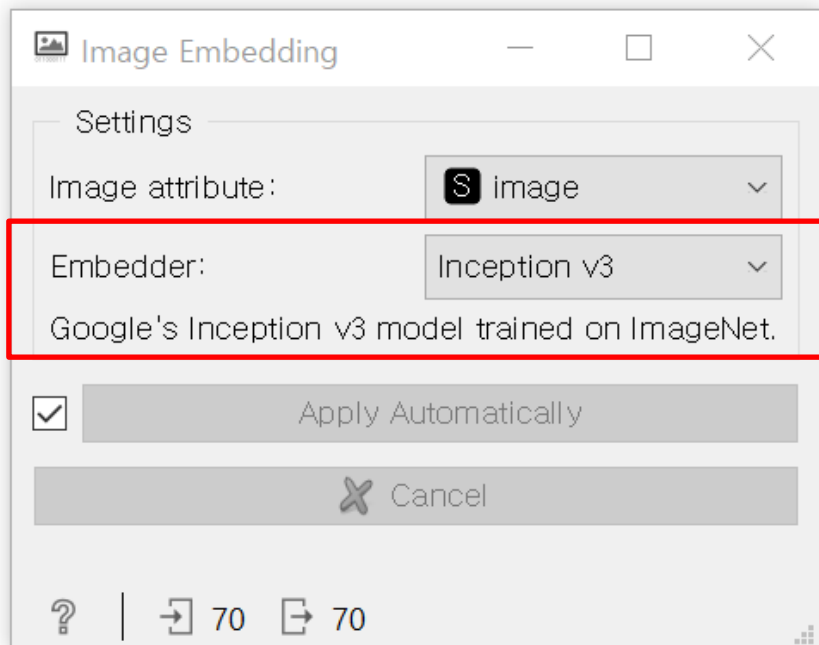 Image Embedding
Settings
Image attribute:
S image
Embedder:
Inception v3
Google's Inception v3 model trained on ImageNet.
Apply Automatically
Cancel
? 70 70